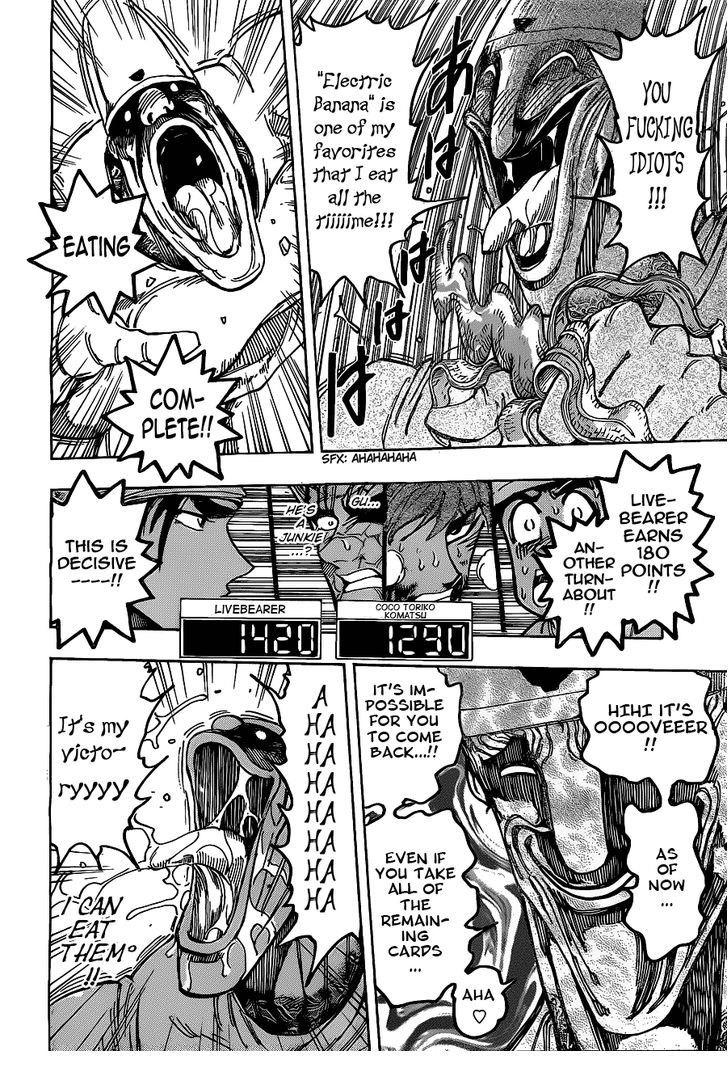 YOU
FUCKING
IDIOTS
!!!
"Electric
Banana" is
one of my
favorites
that I eat
all the
tiiiiime!!!
あ
は
は
は
は
SFX: AHAHAHAHA
EATING
COM-
PLETE!!
LIVE-
BEARER
EARNS
180
POINTS
!!
AN-
OTHER
TURN-
ABOUT
!!
GU...
HE'S
A
JUNKIE
...?
THIS IS
DECISIVE
----!!
LIVEBEARER
1420
COCO TORIKO
KOMATSU
1290
HIHI IT'S
OOOOVEEER
!!
IT'S IM-
POSSIBLE
FOR YOU
TO COME
BACK...!!
AS
OF
NOW
...
EVEN IF
YOU TAKE
ALL OF
THE
REMAIN-
ING
CARDS
...
AHA
♡
A
HA
HA
HA
HA
HA
HA
HA
It's my
victo-
ryyyy
I CAN
EAT
THEM°
!!